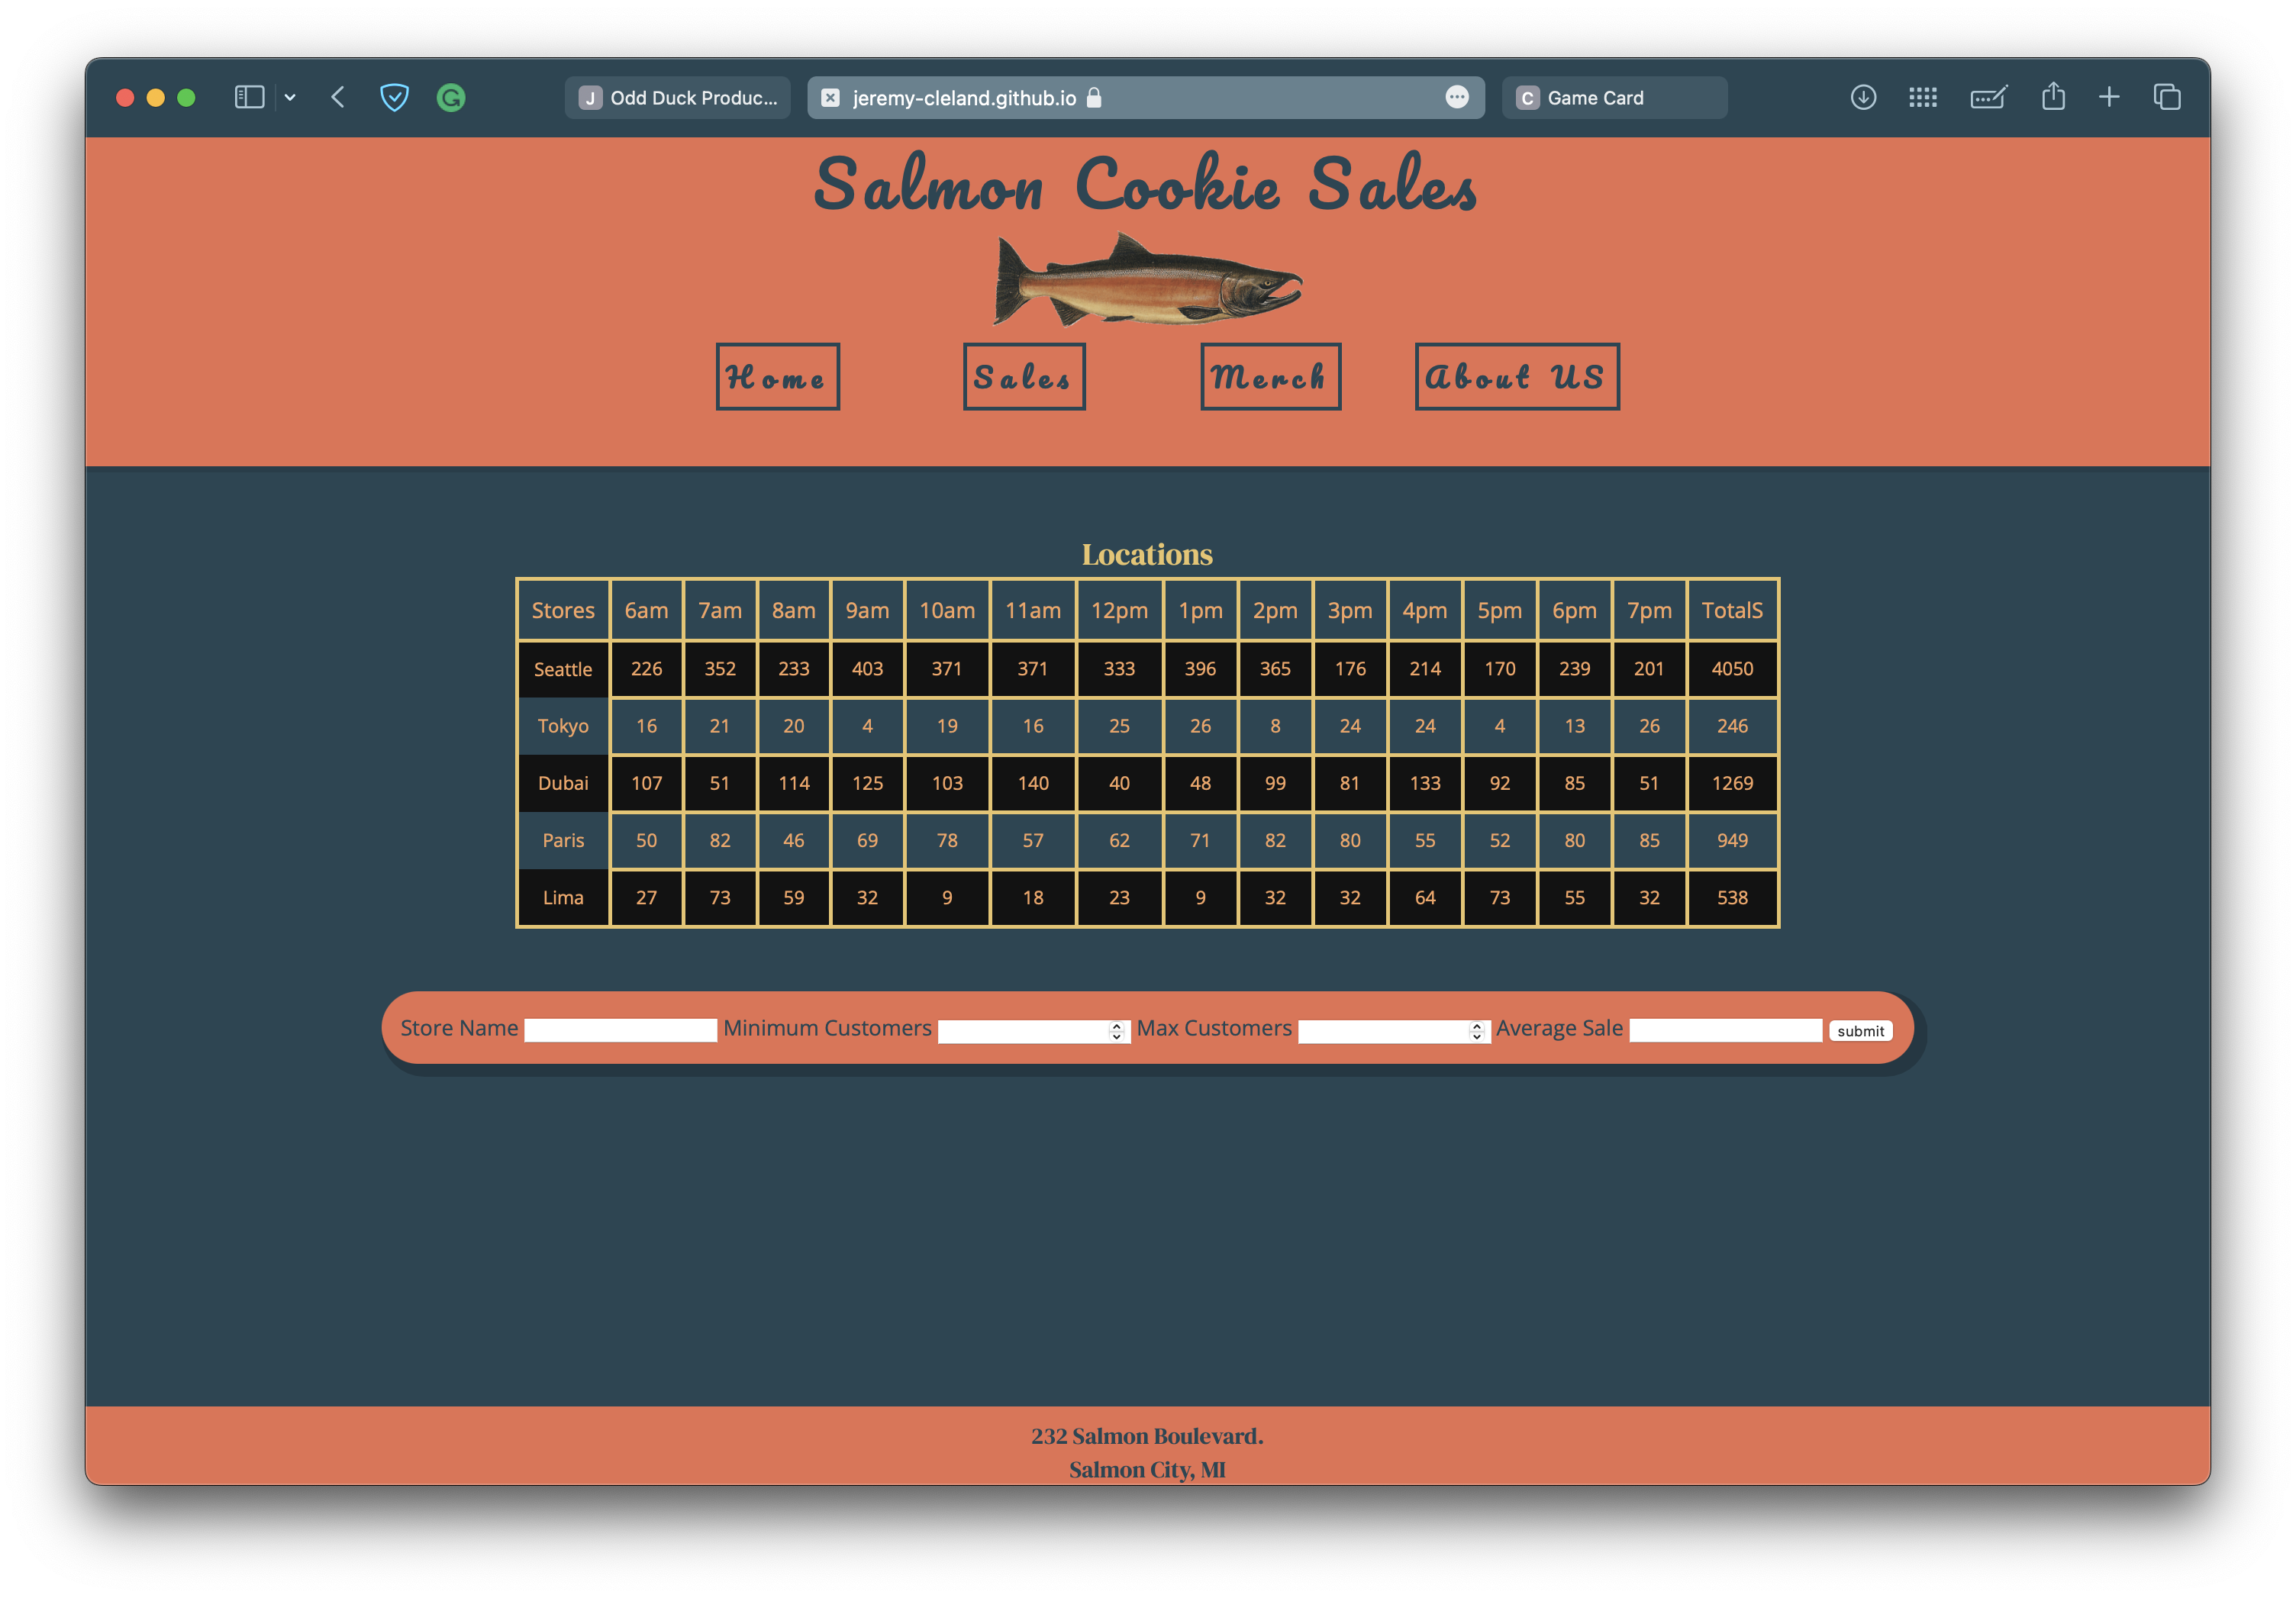 J Odd Duck Produc... jeremy-cleland.github.io C Game Card
Salmon Cookie Sales
Home Sales Merch About US
Locations
Stores 6am 7am 8am 9am 10am 11am 12pm 1pm 2pm 3pm 4pm 5pm 6pm 7pm TotalS
Seattle 226 352 233 403 371 371 333 396 365 176 214 170 239 201 4050
Tokyo 16 21 20 4 19 16 25 26 8 24 24 4 13 26 246
Dubai 107 51 114 125 103 140 40 48 99 81 133 92 85 51 1269
Paris 50 82 46 69 78 57 62 71 82 80 55 52 80 85 949
Lima 27 73 59 32 9 18 23 9 32 32 64 73 55 32 538
Store Name Minimum Customers Max Customers Average Sale submit
232 Salmon Boulevard.
Salmon City, MI